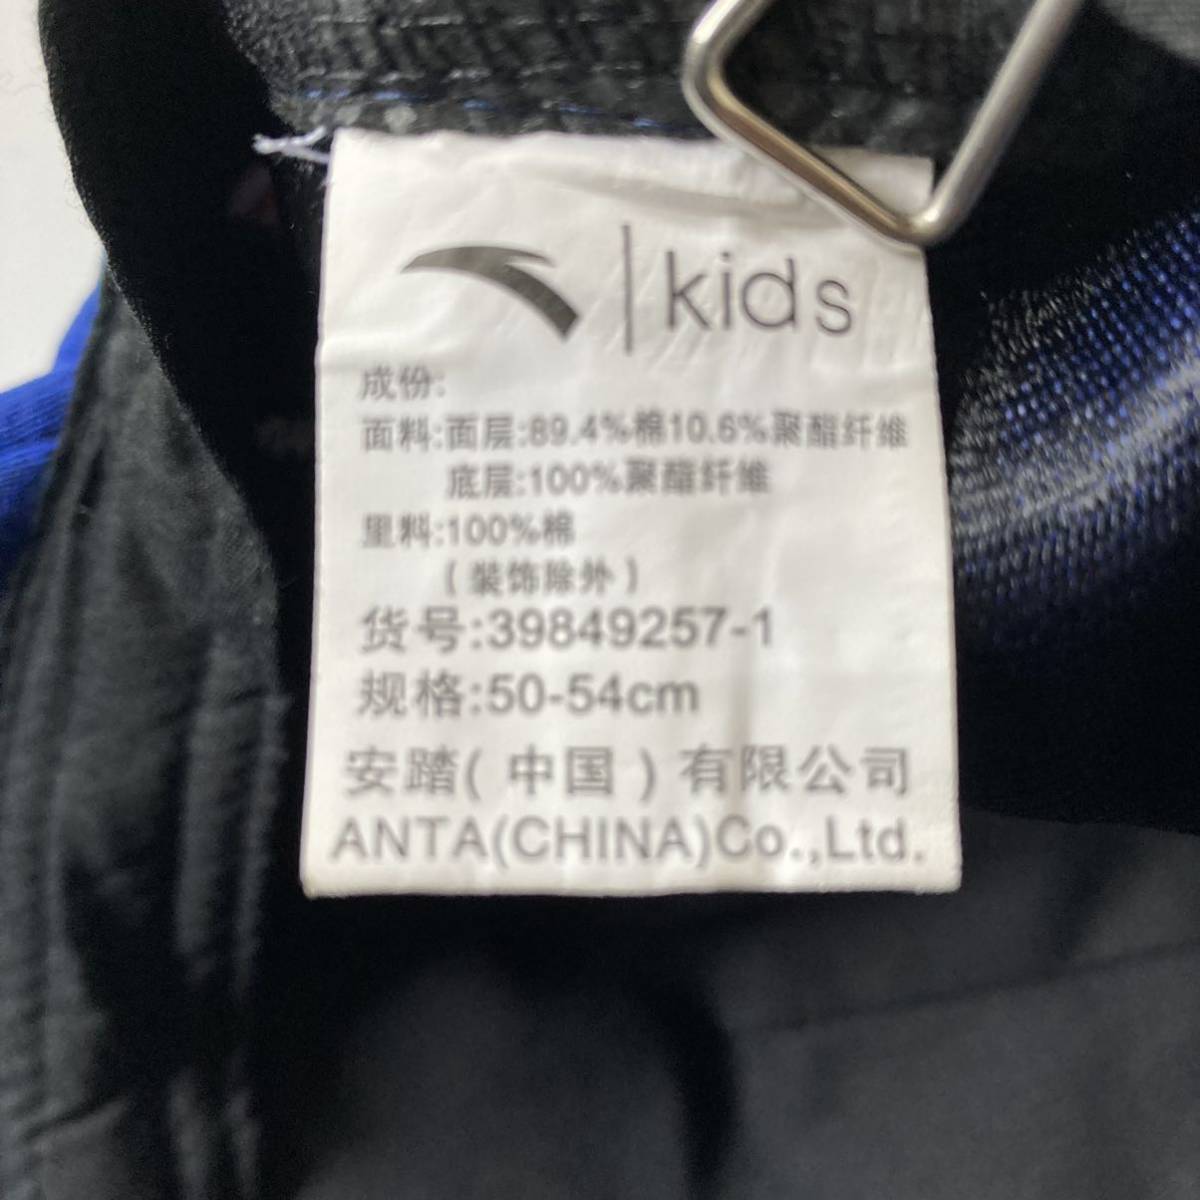 kids
成份:
面料:面层:89.4%棉10.6%聚酯纤维
底层:100%聚酯纤维
里料:100%棉
(装饰除外)
货号:39849257-1
规格:50-54cm
安踏(中国)有限公司
ANTA(CHINA)Co.,Ltd.